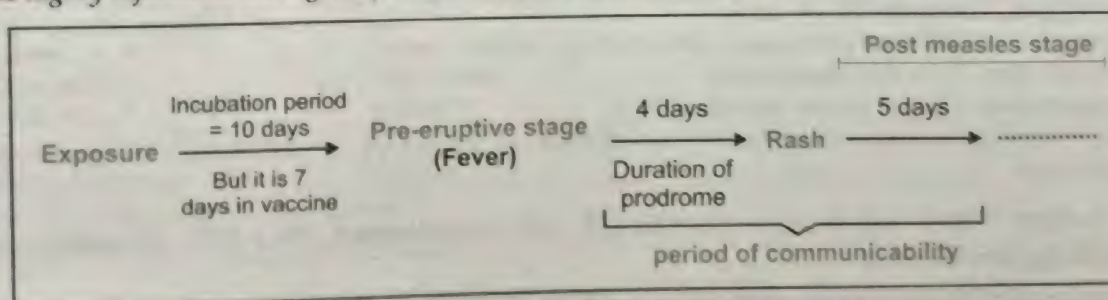 Post measles stage
Incubation period
= 10 days
4 days
5 days
Exposure
Pre-eruptive stage
(Fever)
Rash
But it is 7
days in vaccine
Duration of
prodrome
period of communicability